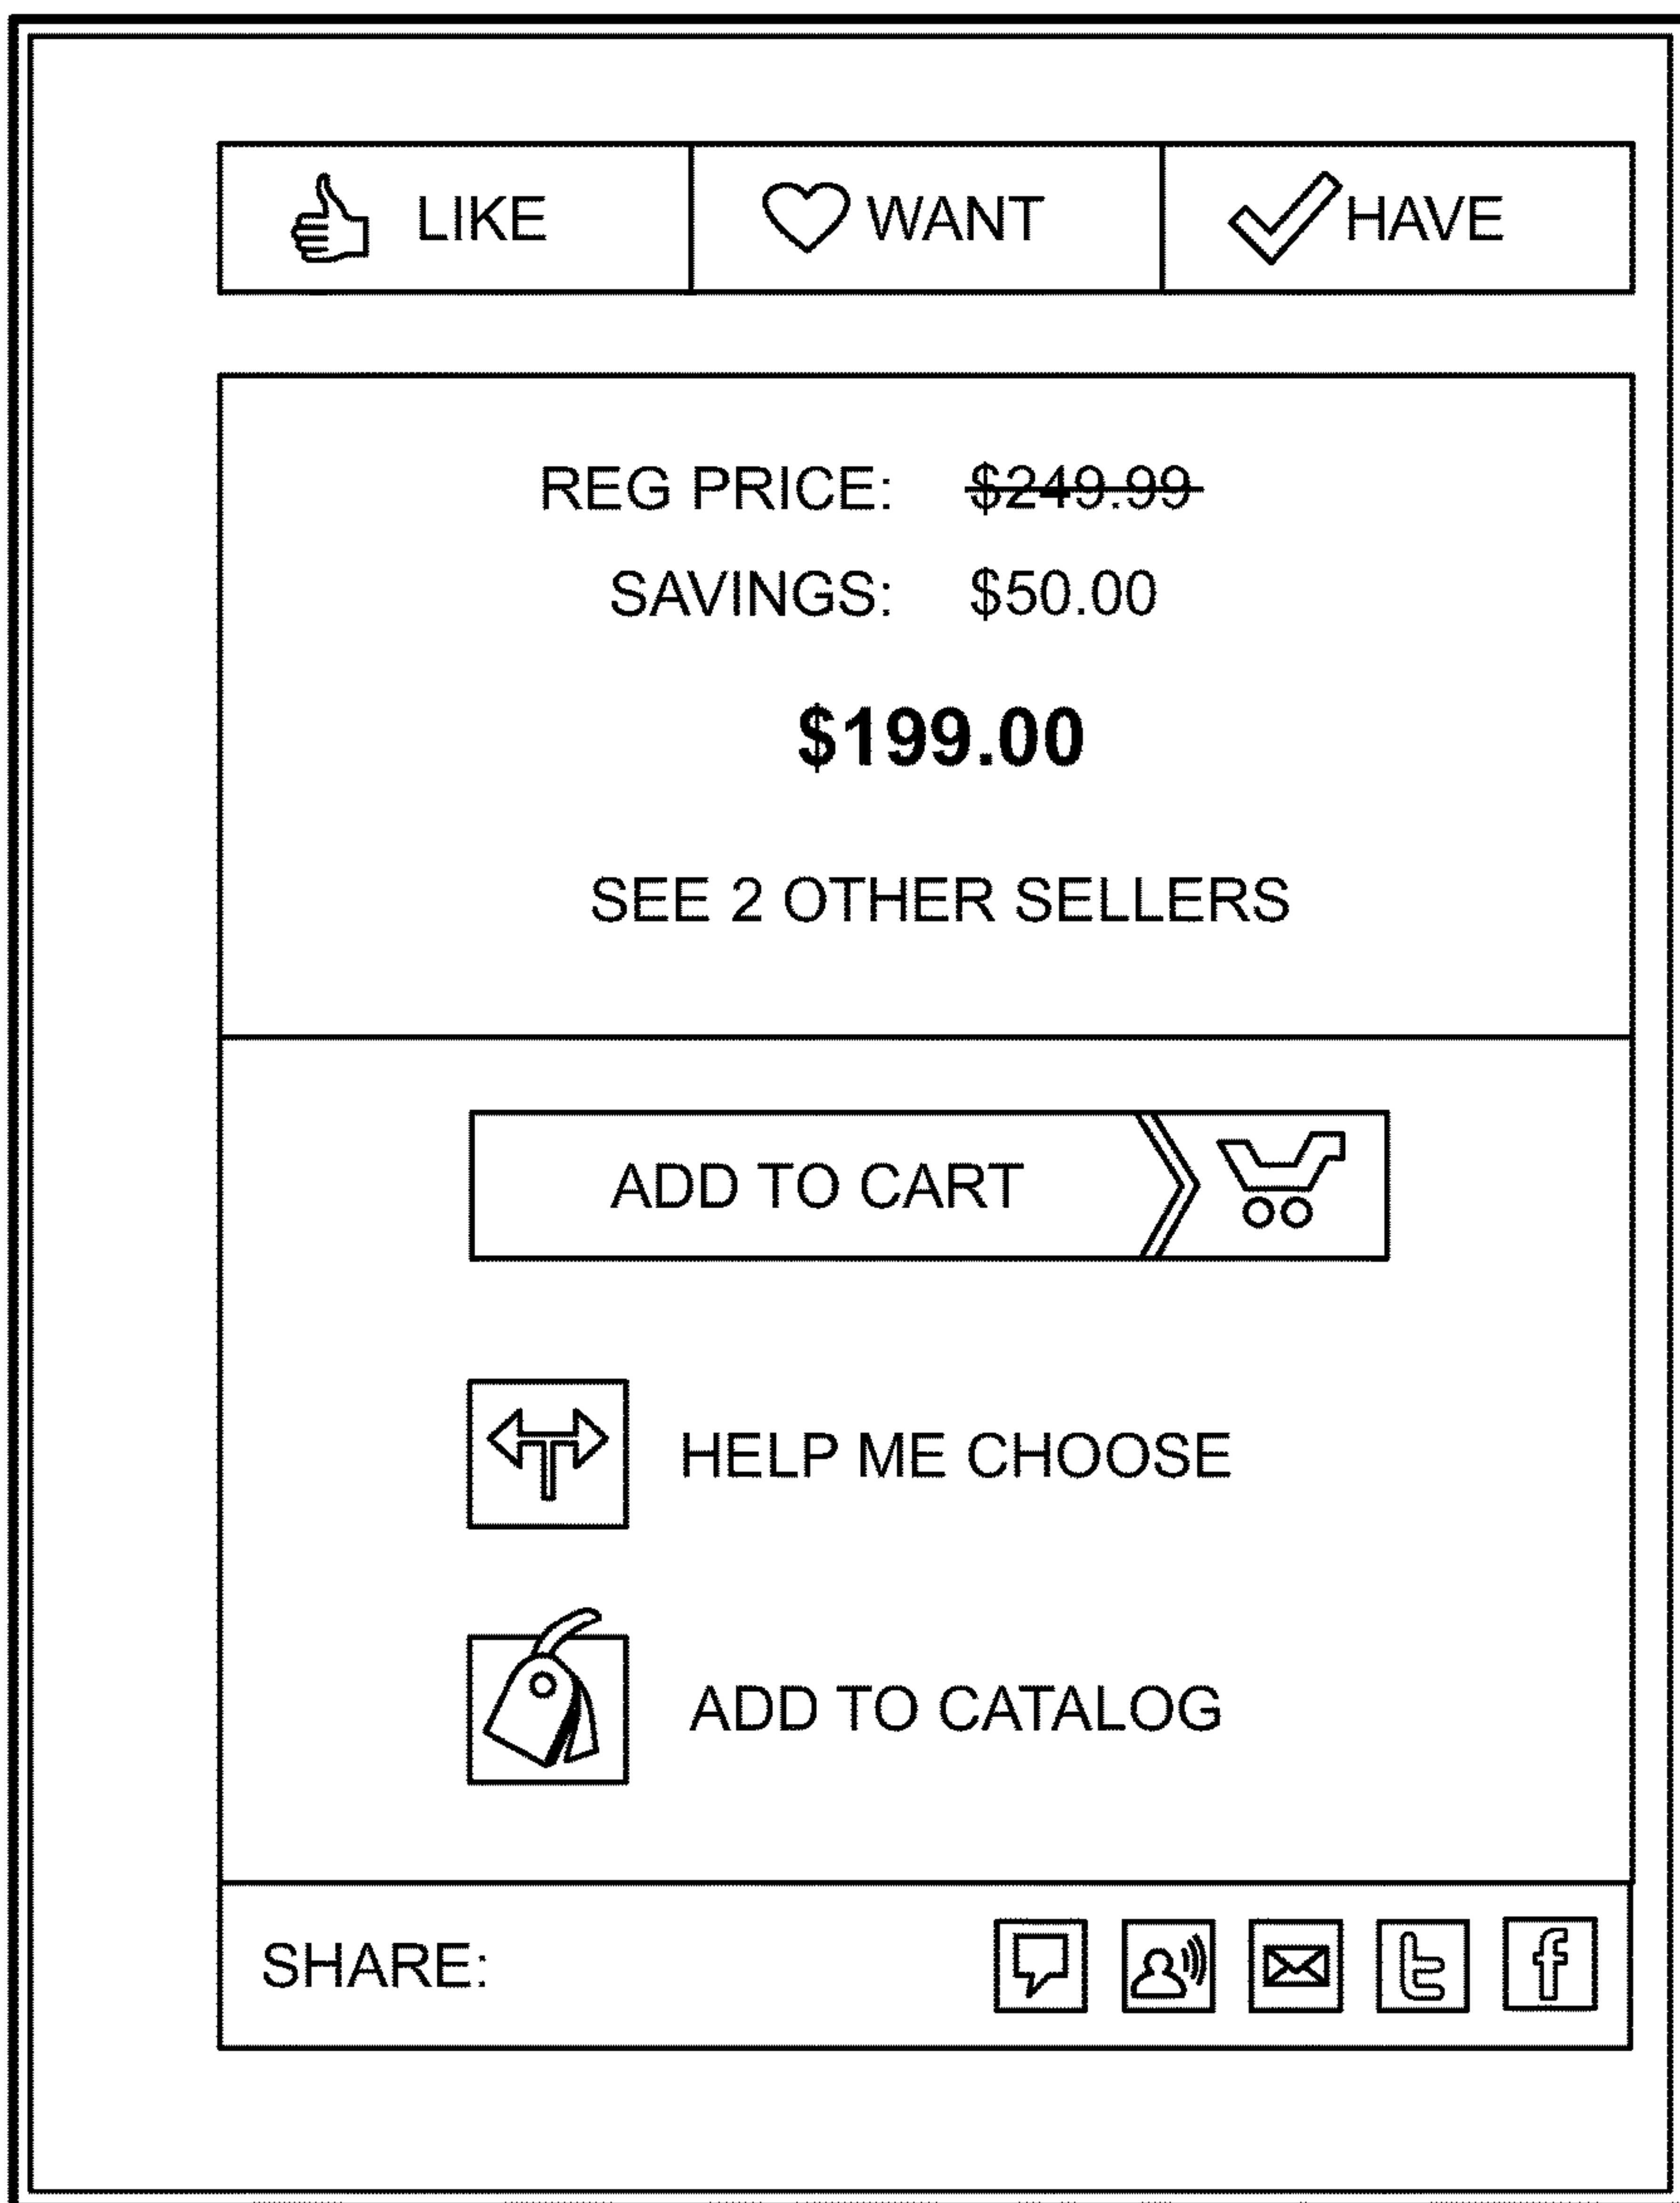 LIKE WANT HAVE
REG PRICE: $249.99
SAVINGS: $50.00
$199.00
SEE 2 OTHER SELLERS
ADD TO CART
HELP ME CHOOSE
ADD TO CATALOG
SHARE: t f